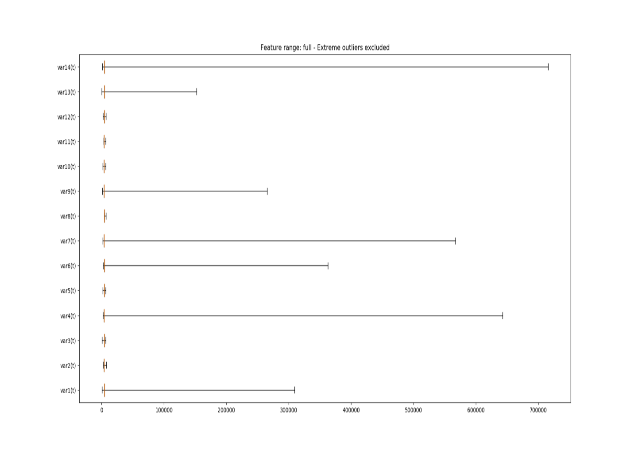 Feature range: full - Extreme outliers excluded
var14(t)
var13(t)
var12(t)
var11(t)
var10(t)
var9(t)
var8(t)
var7(t)
var6(t)
var5(t)
var4(t)
var3(t)
var2(t)
var1(t)
0 100000 200000 300000 400000 500000 600000 700000